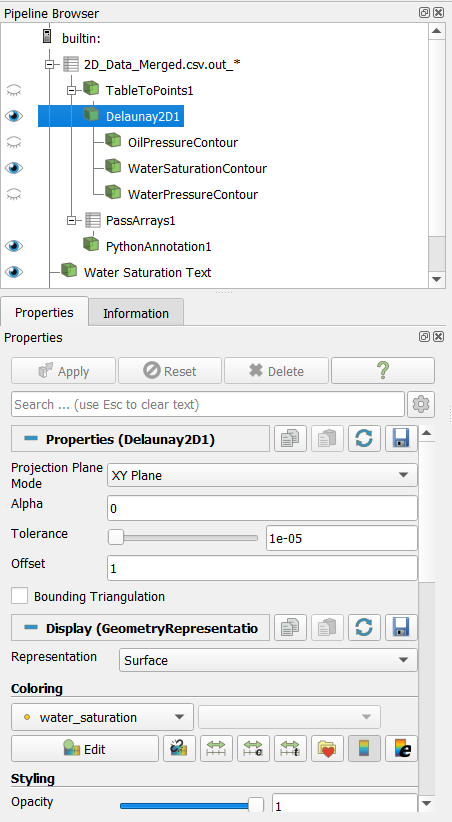 Pipeline Browser
builtin:
2D_Data_Merged.csv.out_*
TableToPoints1
Delaunay2D1
OilPressureContour
WaterSaturationContour
WaterPressureContour
PassArrays1
PythonAnnotation1
Water Saturation Text
Properties
Information
Properties
Apply
Reset
Delete
?
Search ... (use Esc to clear text)
Properties (Delaunay2D1)
Projection Plane
Mode
XY Plane
Alpha
0
Tolerance
1e-05
Offset
1
Bounding Triangulation
Display (GeometryRepresentatio
Representation
Surface
Coloring
water_saturation
Edit
c
t
e
Styling
Opacity
1